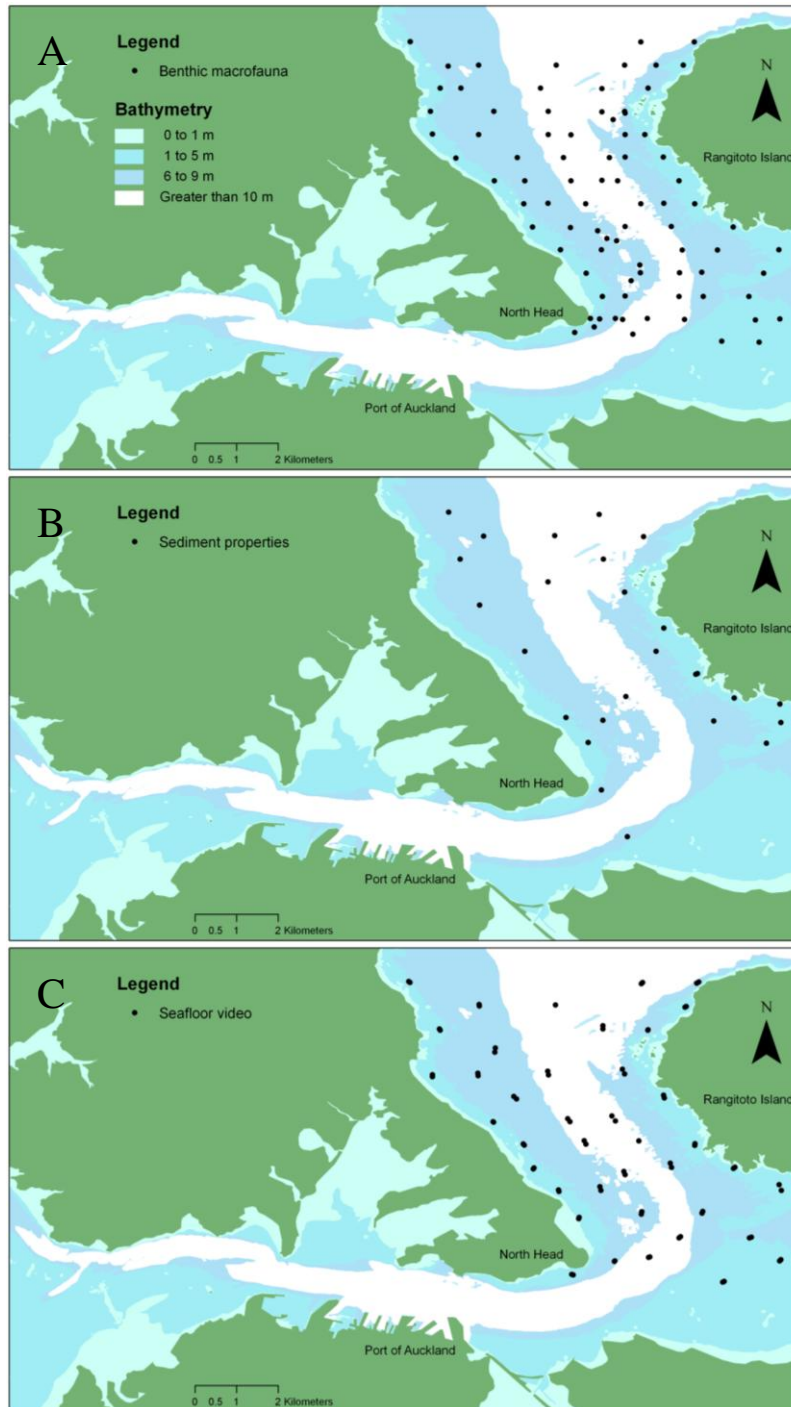 A
Legend
Benthic macrofauna
Bathymetry
0 to 1 m
1 to 5 m
6 to 9 m
Greater than 10 m
N
Rangitoto Island
North Head
Port of Auckland
0 0.5 1 2 Kilometers
B
Legend
Sediment properties
N
Rangitoto Island
North Head
Port of Auckland
0 0.5 1 2 Kilometers
C
Legend
Seafloor video
N
Rangitoto Island
North Head
Port of Auckland
0 0.5 1 2 Kilometers